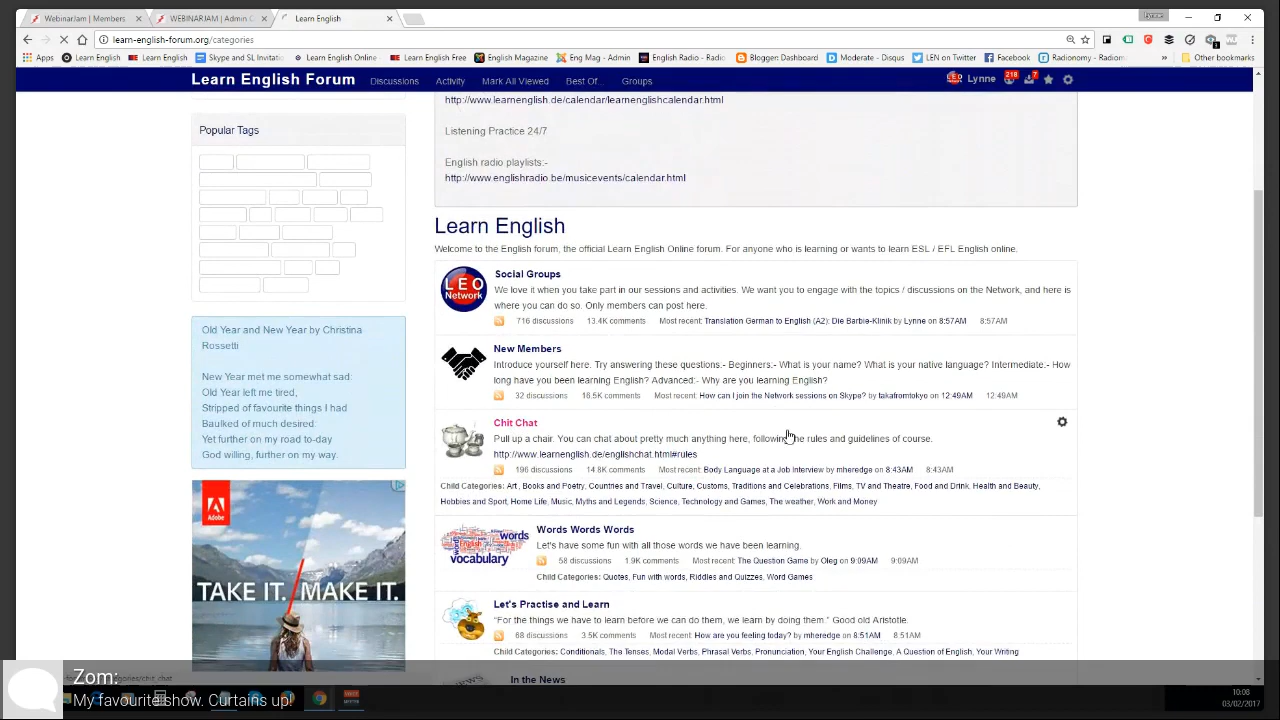 WebinarJam | Members
WEBINARJAM | Admin C
Learn English
learn-english-forum.org/categories
Apps Learn English Skype and SL Invitatio Learn English Online - Learn English Free English Magazine Eng Mag - Admin English Radio - Radio Blogger: Dashboard Moderate - Disqus LEN on Twitter Facebook Radionomy - Radiom » Other bookmarks
Learn English Forum Discussions Activity Mark All Viewed Best Of... Groups LEO Lynne 218 7
http://www.learnenglish.de/calendar/learnenglishcalendar.html
Listening Practice 24/7
English radio playlists:-
http://www.englishradio.be/musicevents/calendar.html
Popular Tags
Learn English
Welcome to the English forum, the official Learn English Online forum. For anyone who is learning or wants to learn ESL / EFL English online.
LEO
Network
Social Groups
We love it when you take part in our sessions and activities. We want you to engage with the topics / discussions on the Network, and here is
where you can do so. Only members can post here.
716 discussions 13.4K comments Most recent: Translation German to English (A2): Die Barbie-Klinik by Lynne on 8:57AM 8:57AM
New Members
Introduce yourself here. Try answering these questions:- Beginners:- What is your name? What is your native language? Intermediate:- How
long have you been learning English? Advanced:- Why are you learning English?
32 discussions 18.5K comments Most recent: How can I join the Network sessions on Skype? by takafromtokyo on 12:49AM 12:49AM
Chit Chat
Pull up a chair. You can chat about pretty much anything here, following the rules and guidelines of course.
http://www.learnenglish.de/englishchat.html#rules
196 discussions 14.8K comments Most recent: Body Language at a Job Interview by mheredge on 8:43AM 8:43AM
Child Categories: Art , Books and Poetry, Countries and Travel, Culture, Customs, Traditions and Celebrations, Films, TV and Theatre, Food and Drink, Health and Beauty,
Hobbies and Sport, Home Life, Music, Myths and Legends, Science, Technology and Games, The weather, Work and Money
words
vocabulary
Words Words Words
Let's have some fun with all those words we have been learning.
58 discussions 1.9K comments Most recent: The Question Game by Oleg on 9:09AM 9:09AM
Child Categories: Quotes, Fun with words, Riddles and Quizzes, Word Games
Let's Practise and Learn
"For the things we have to learn before we can do them, we learn by doing them." Good old Aristotle.
68 discussions 3.5K comments Most recent: How are you feeling today? by mheredge on 8:51AM 8:51AM
Child Categories: Conditionals, The Tenses, Modal Verbs, Phrasal Verbs, Pronunciation, Your English Challenge, A Question of English, Your Writing
In the News
Old Year and New Year by Christina
Rossetti
New Year met me somewhat sad:
Old Year left me tired,
Stripped of favourite things I had
Baulked of much desired:
Yet further on my road to-day
God willing, further on my way.
Adobe
TAKE IT. / MAKE IT.
Zom:
My favourite show. Curtains up!
10:08
03/02/2017